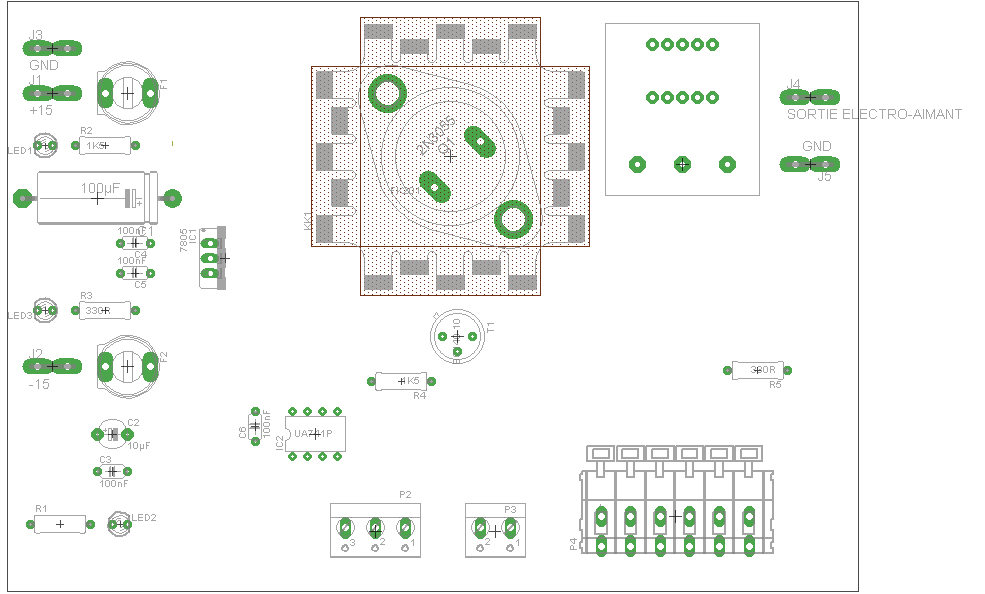 J3
GND
J1
+15
F1
R2
1K5
LED1
100µF
C1
100nF
C4
100nF
C5
7805
IC1
R3
330R
LED3
J2
-15
F2
C2
10µF
C3
100nF
R1
LED2
2N3055
Q1
KK1
J4
SORTIE ELECTRO-AIMANT
GND
J5
T1
1K5
R4
R5
C6
100nF
IC2
P2
3
2
1
P3
2
1
P4